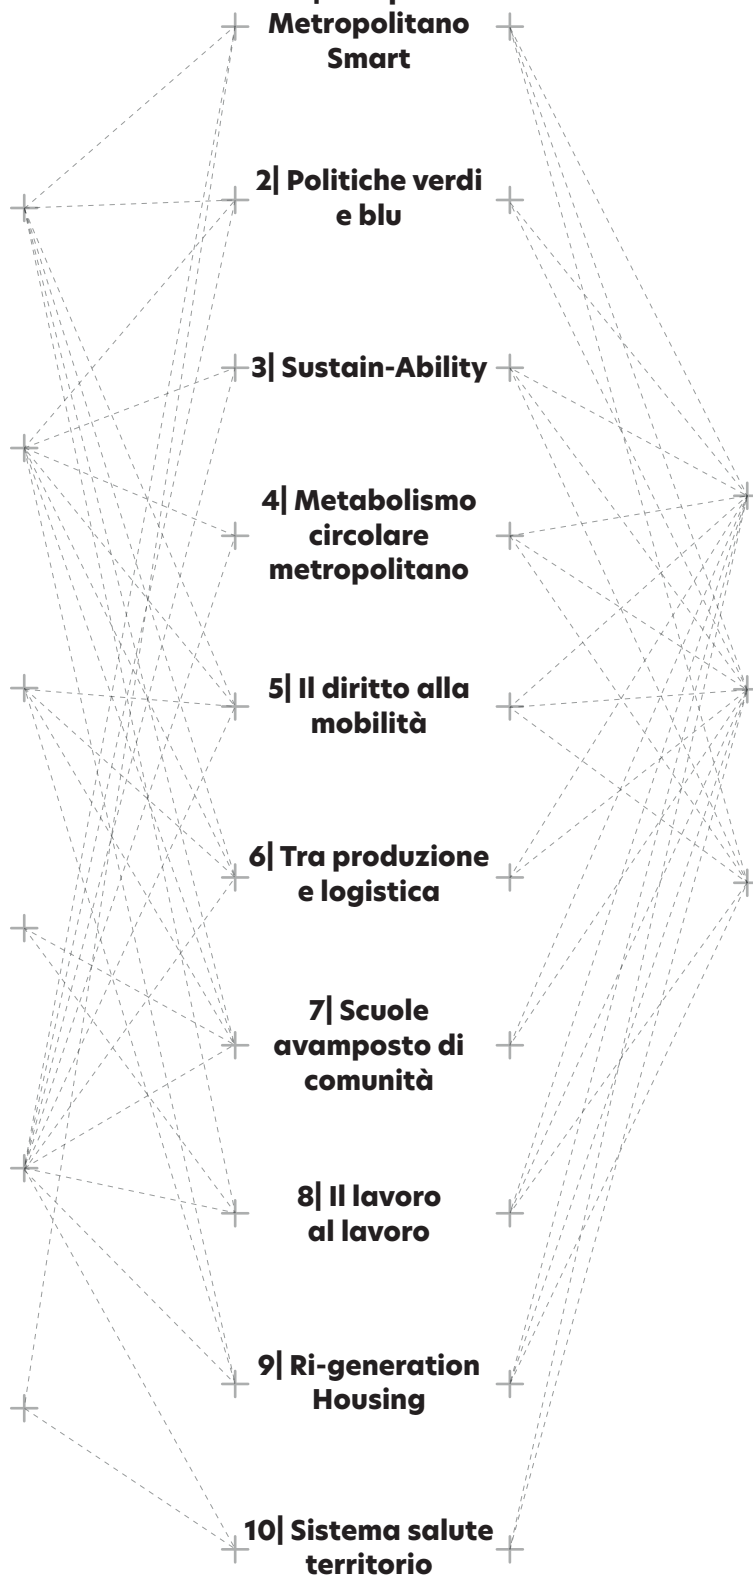 Metropolitano
Smart
2| Politiche verdi
e blu
3| Sustain-Ability
4| Metabolismo
circolare
metropolitano
5| Il diritto alla
mobilità
6| Tra produzione
e logistica
7| Scuole
avamposto di
comunità
8| Il lavoro
al lavoro
9| Ri-generation
Housing
10| Sistema salute
territorio